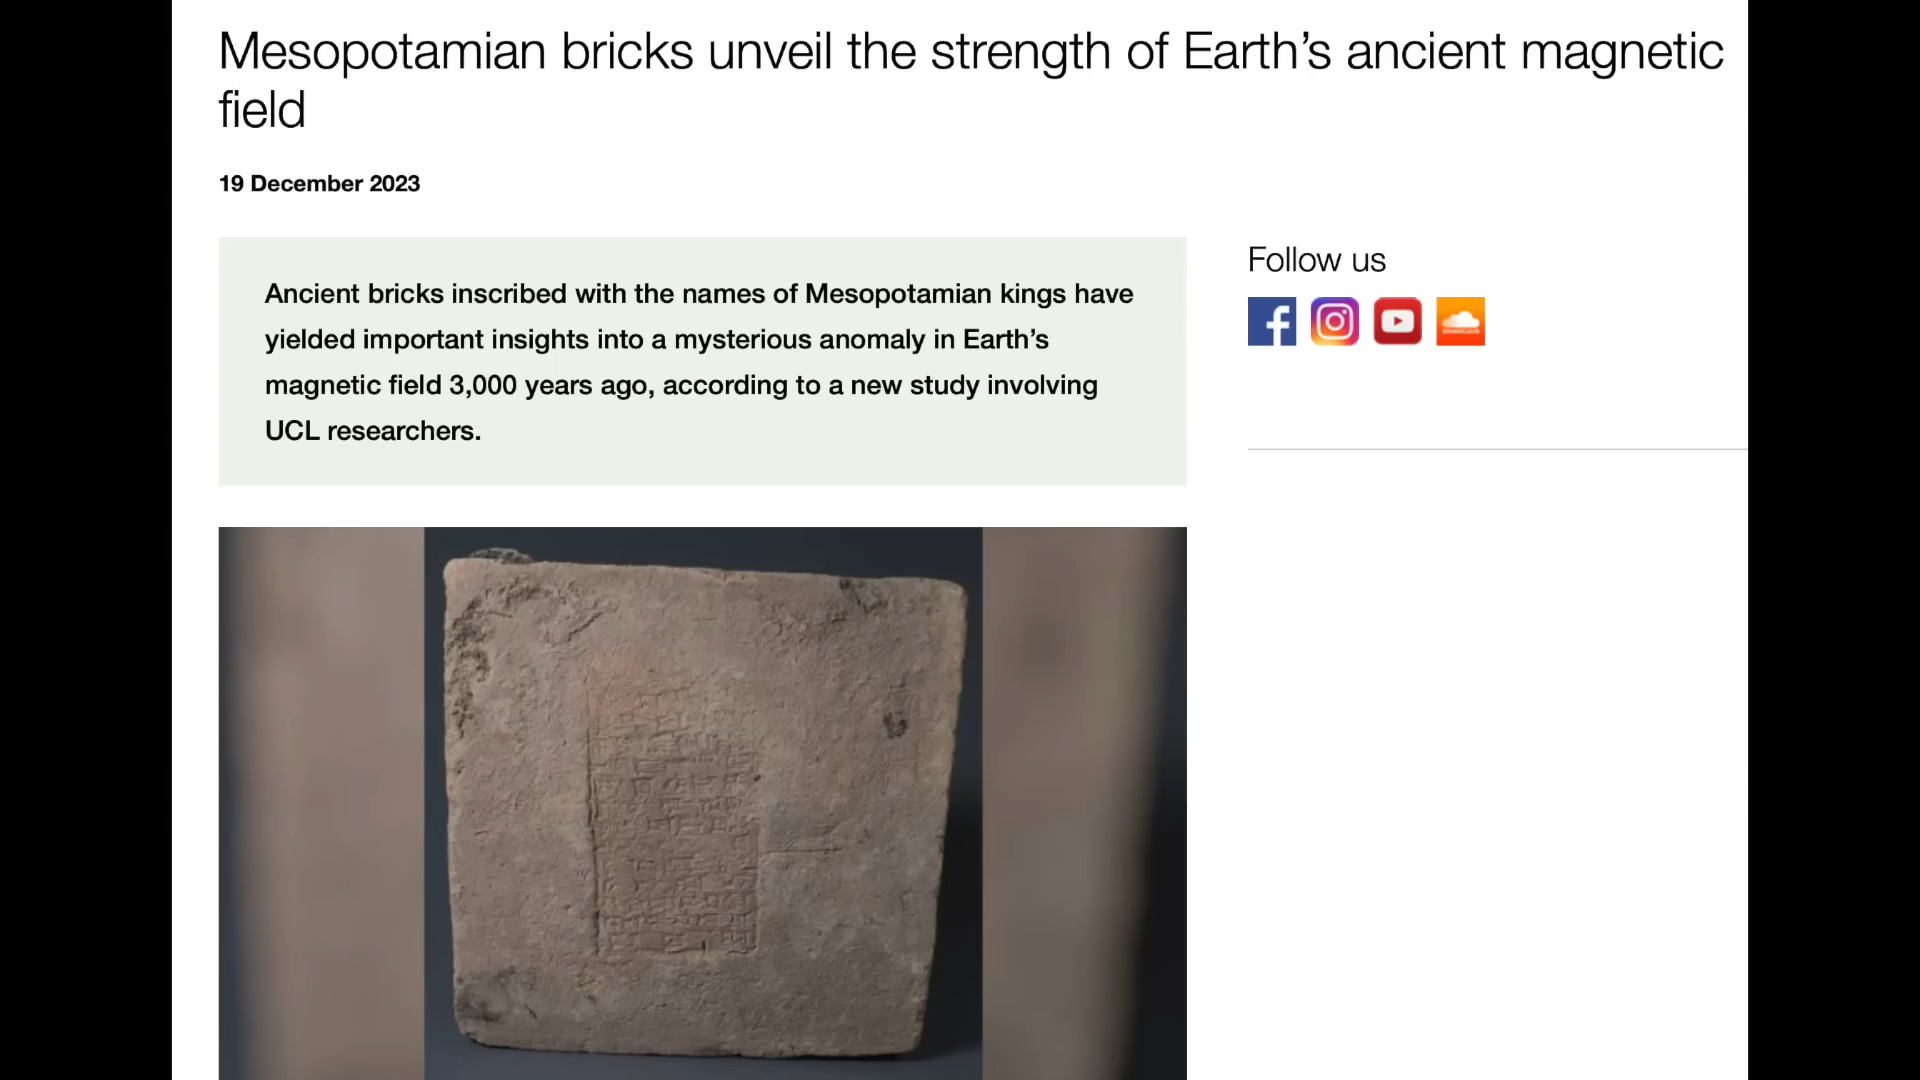 Mesopotamian bricks unveil the strength of Earth’s ancient magnetic
field
19 December 2023
Ancient bricks inscribed with the names of Mesopotamian kings have
yielded important insights into a mysterious anomaly in Earth’s
magnetic field 3,000 years ago, according to a new study involving
UCL researchers.
Follow us